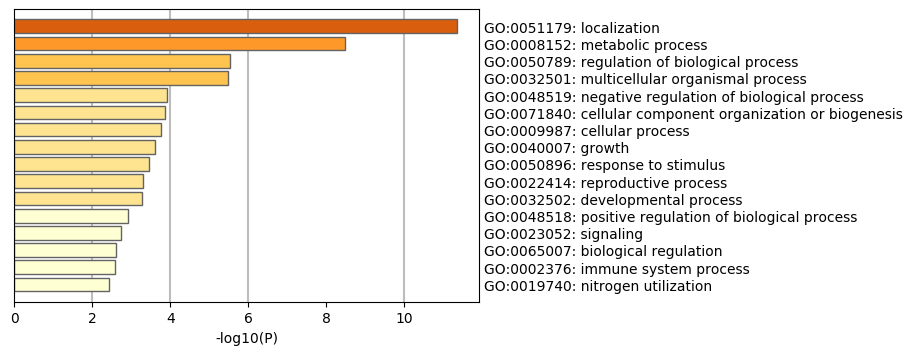 GO:0051179: localization
GO:0008152: metabolic process
GO:0050789: regulation of biological process
GO:0032501: multicellular organismal process
GO:0048519: negative regulation of biological process
GO:0071840: cellular component organization or biogenesis
GO:0009987: cellular process
GO:0040007: growth
GO:0050896: response to stimulus
GO:0022414: reproductive process
GO:0032502: developmental process
GO:0048518: positive regulation of biological process
GO:0023052: signaling
GO:0065007: biological regulation
GO:0002376: immune system process
GO:0019740: nitrogen utilization
0 2 4 6 8 10
-log10(P)